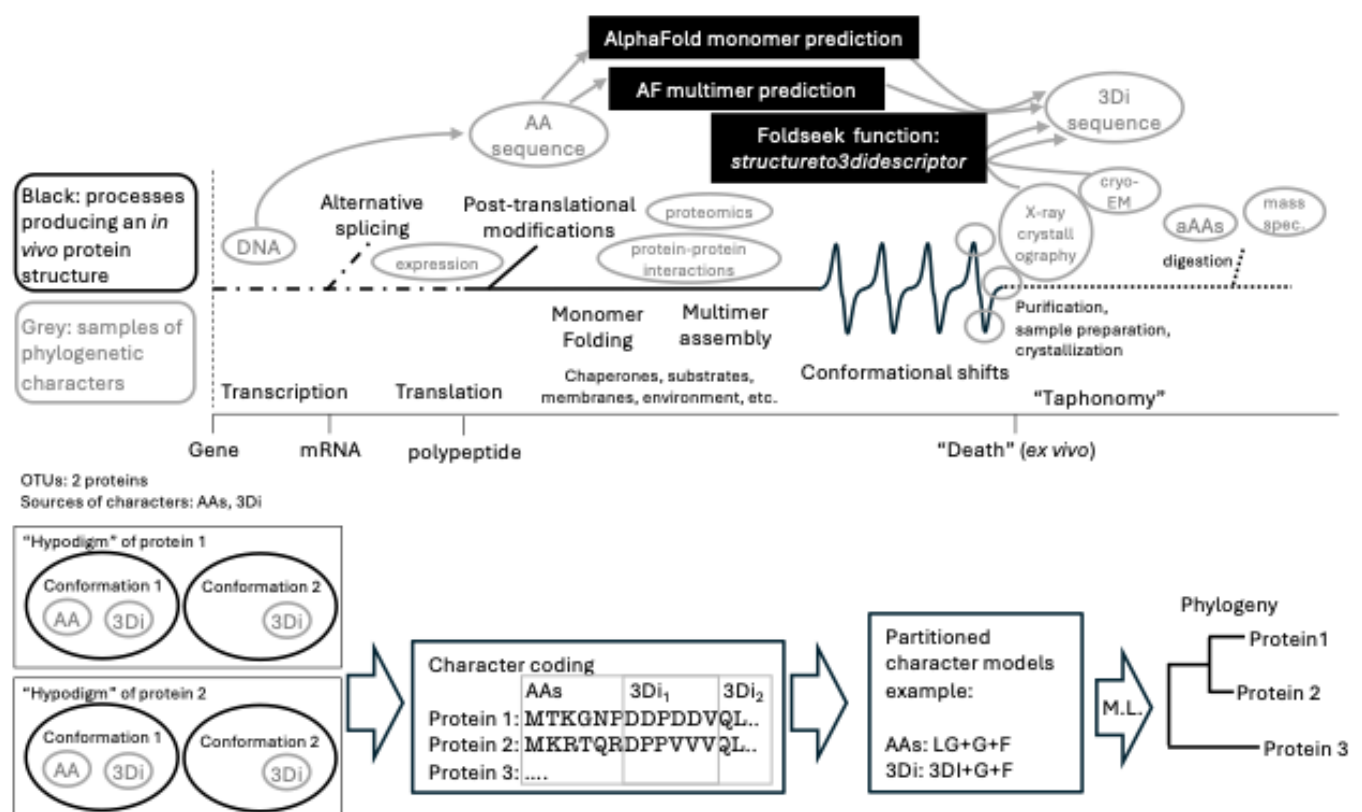 AlphaFold monomer prediction
AF multimer prediction
Foldseek function:
structureto3didescriptor
AA
sequence
3Di
sequence
Black: processes
producing an in
vivo protein
structure
Grey: samples of
phylogenetic
characters
DNA
Alternative
splicing
expression
Post-translational
modifications
proteomics
protein-protein
interactions
X-ray
crystall
ography
cryo-
EM
aAAs
mass
spec.
digestion
Monomer
Folding
Multimer
assembly
Chaperones, substrates,
membranes, environment, etc.
Conformational shifts
Purification,
sample preparation,
crystallization
Transcription
Translation
"Taphonomy"
Gene
mRNA
polypeptide
"Death" (ex vivo)
OTUs: 2 proteins
Sources of characters: AAs, 3Di
"Hypodigm" of protein 1
Conformation 1
AA
3Di
Conformation 2
3Di
"Hypodigm" of protein 2
Conformation 1
AA
3Di
Conformation 2
3Di
Character coding
AAs 3Di₁ 3Di₂
Protein 1: MTKGNPDDPDDVQL..
Protein 2: MKRTQRDPPVVVQL..
Protein 3: ....
Partitioned
character models
example:
AAs: LG+G+F
3Di: 3DI+G+F
M.L.
Phylogeny
Protein1
Protein 2
Protein 3